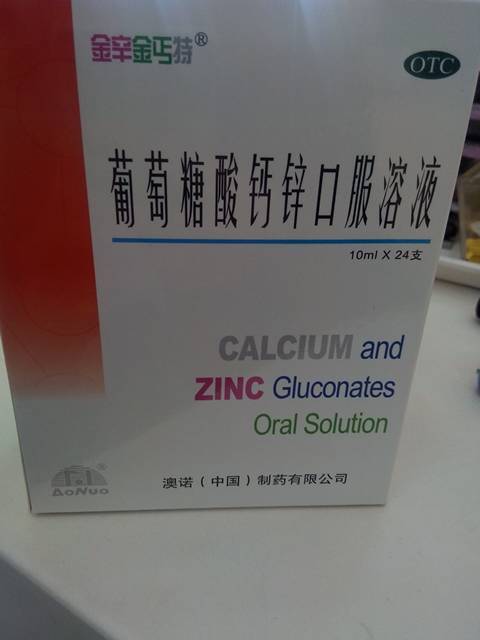 金辛金丐特®
OTC
葡萄糖酸钙锌口服溶液
10ml X 24支
CALCIUM and
ZINC Gluconates
Oral Solution
®
AoNuo
澳诺（中国）制药有限公司